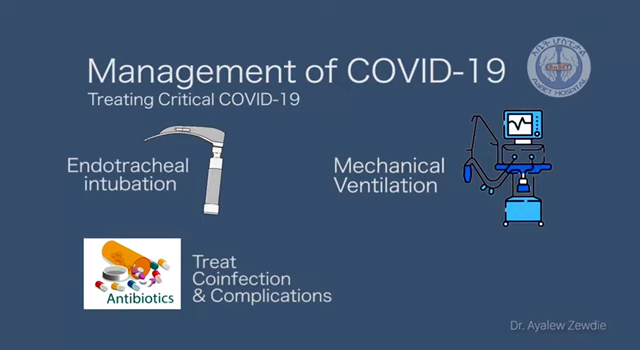 Management of COVID-19
Treating Critical COVID-19
Endotracheal
intubation
Mechanical
Ventilation
Antibiotics
Treat
Coinfection
& Complications
Dr. Ayalew Zewdie